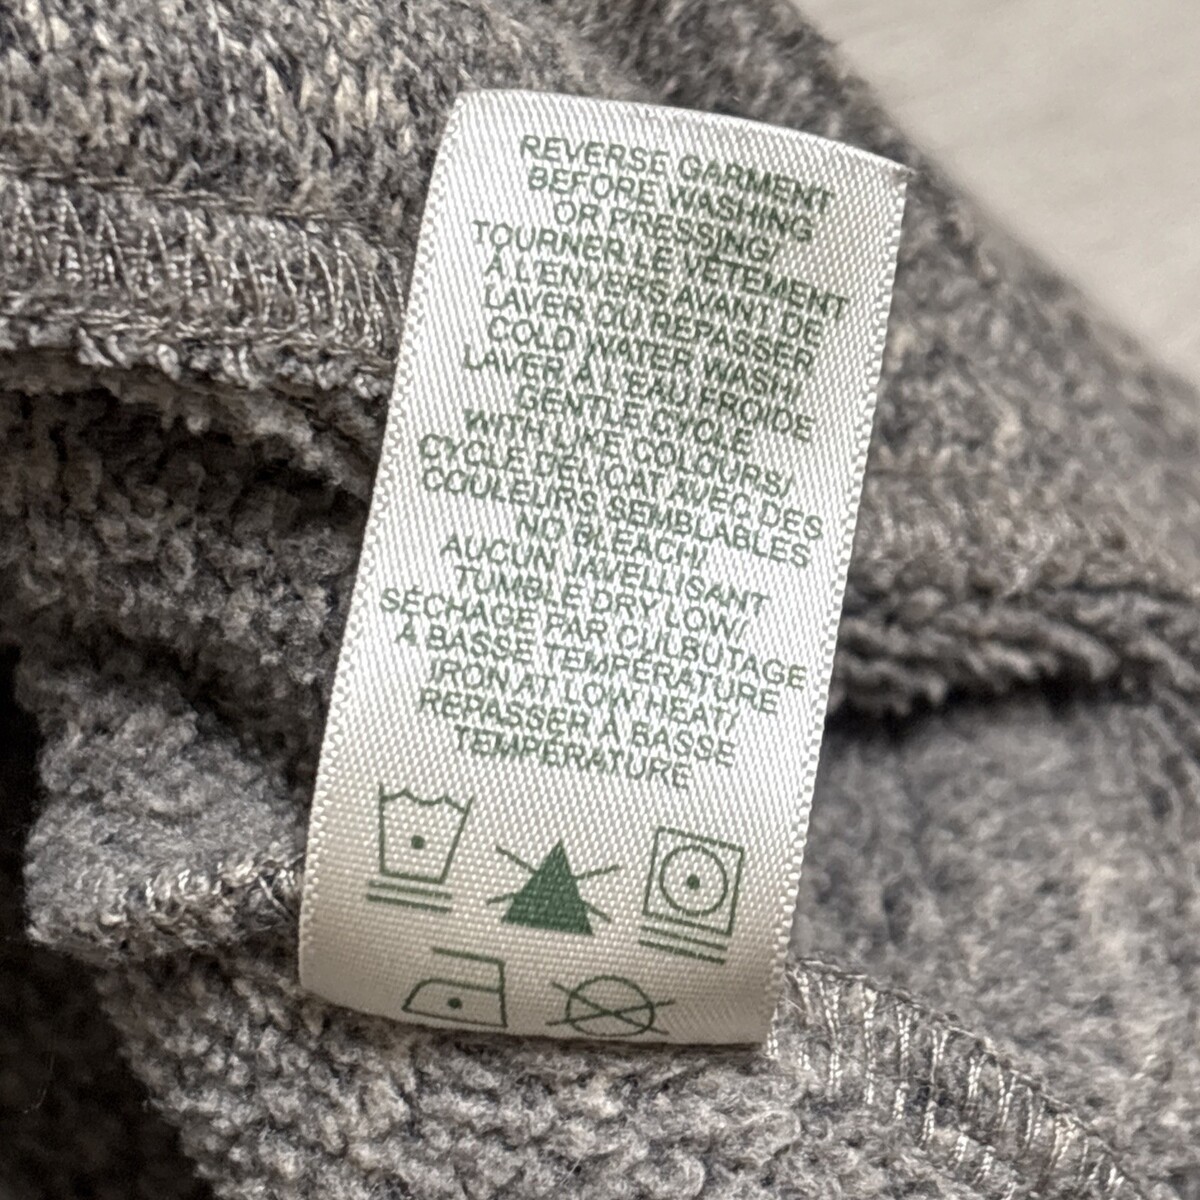 REVERSE GARMENT
BEFORE WASHING
OR PRESSING/
TOURNER LE VÊTEMENT
À L'ENVERS AVANT DE
LAVER OU REPASSER
COLD WATER WASH/
LAVER À L'EAU FROIDE
GENTLE CYCLE
WITH LIKE COLOURS/
CYCLE DÉLICAT AVEC DES
COULEURS SEMBLABLES
NO BLEACH/
AUCUN JAVELLISANT
TUMBLE DRY LOW/
SÉCHAGE PAR CULBUTAGE
À BASSE TEMPÉRATURE
IRON AT LOW HEAT/
REPASSER À BASSE
TEMPÉRATURE